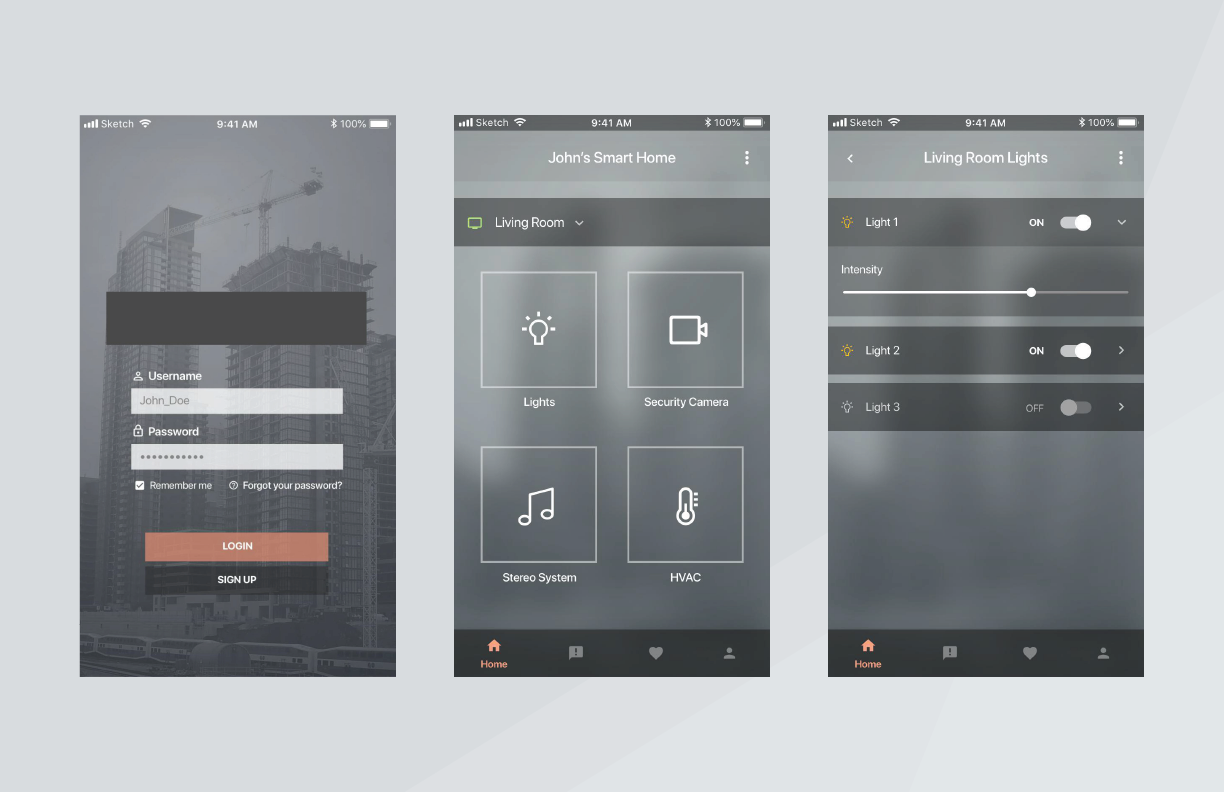 Sketch 9:41 AM 100%
Username
John_Doe
Password
Remember me Forgot your password?
LOGIN
SIGN UP
Sketch 9:41 AM 100%
John's Smart Home
Living Room
Lights Security Camera
Stereo System HVAC
Home
Sketch 9:41 AM 100%
Living Room Lights
Light 1 ON
Intensity
Light 2 ON
Light 3 OFF
Home